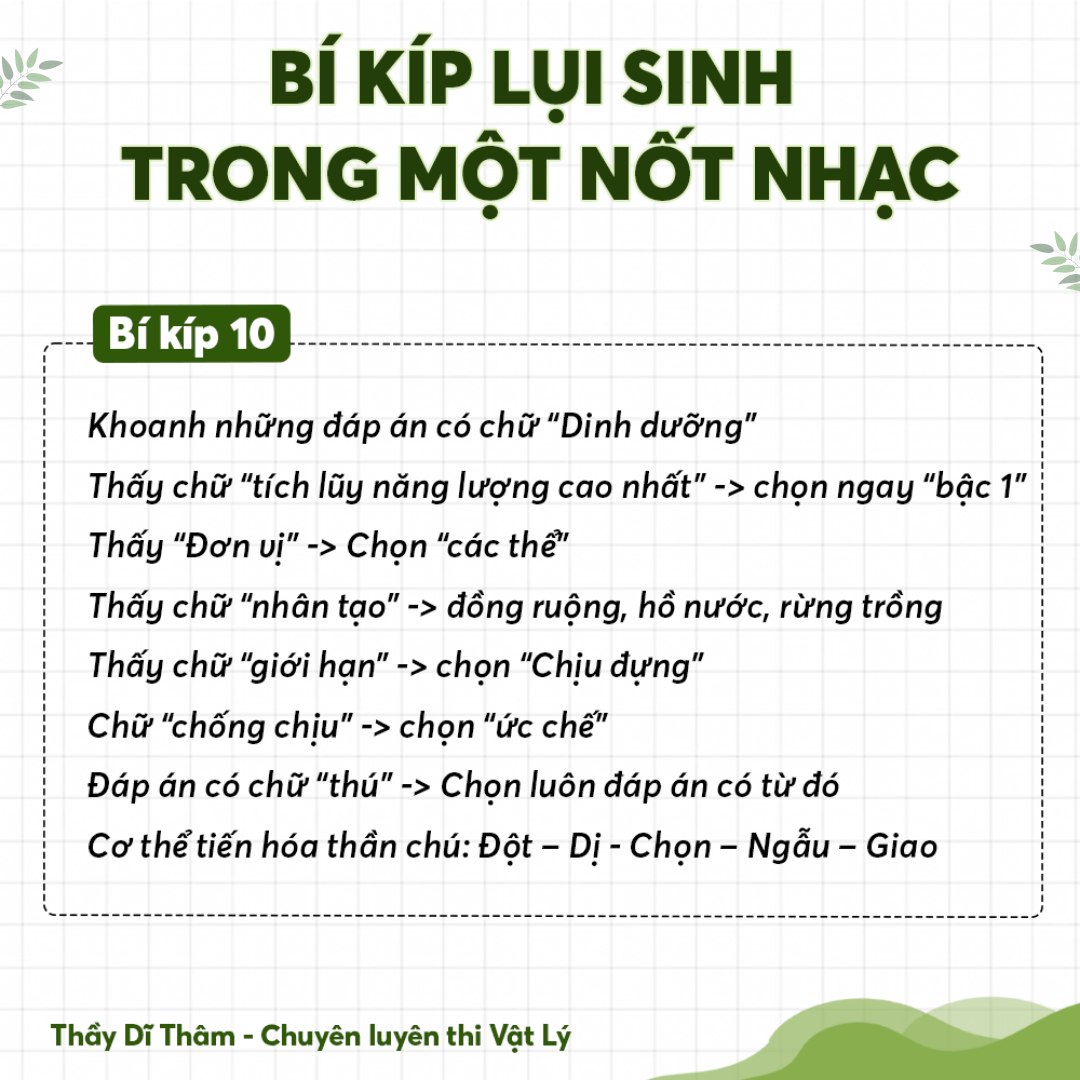 BÍ KÍP LỤI SINH
TRONG MỘT NỐT NHẠC
Bí kíp 10
Khoanh những đáp án có chữ “Dinh dưỡng”
Thấy chữ “tích lũy năng lượng cao nhất” -> chọn ngay “bậc 1”
Thấy “Đơn vị” -> Chọn “các thể”
Thấy chữ “nhân tạo” -> đồng ruộng, hồ nước, rừng trồng
Thấy chữ “giới hạn” -> chọn “Chịu đựng”
Chữ “chống chịu” -> chọn “ức chế”
Đáp án có chữ “thú” -> Chọn luôn đáp án có từ đó
Cơ thể tiến hóa thần chú: Đột – Dị - Chọn – Ngẫu – Giao
Thầy Dĩ Thâm - Chuyên luyên thi Vật Lý